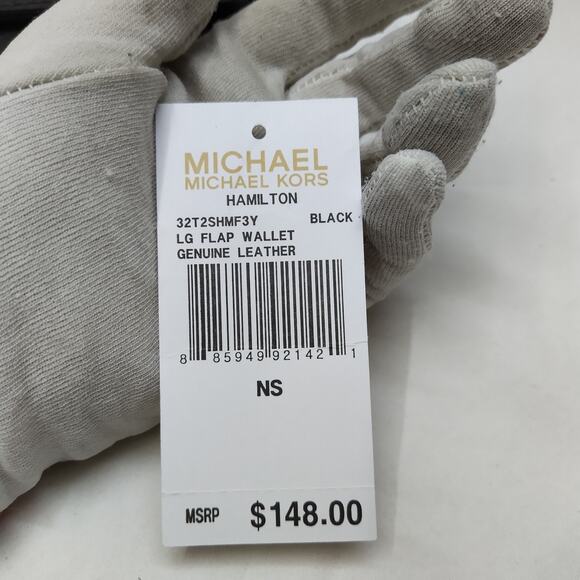 MICHAEL
MICHAEL KORS
HAMILTON
32T2SHMF3Y BLACK
LG FLAP WALLET
GENUINE LEATHER
8 85949 92142 1
NS
MSRP $148.00